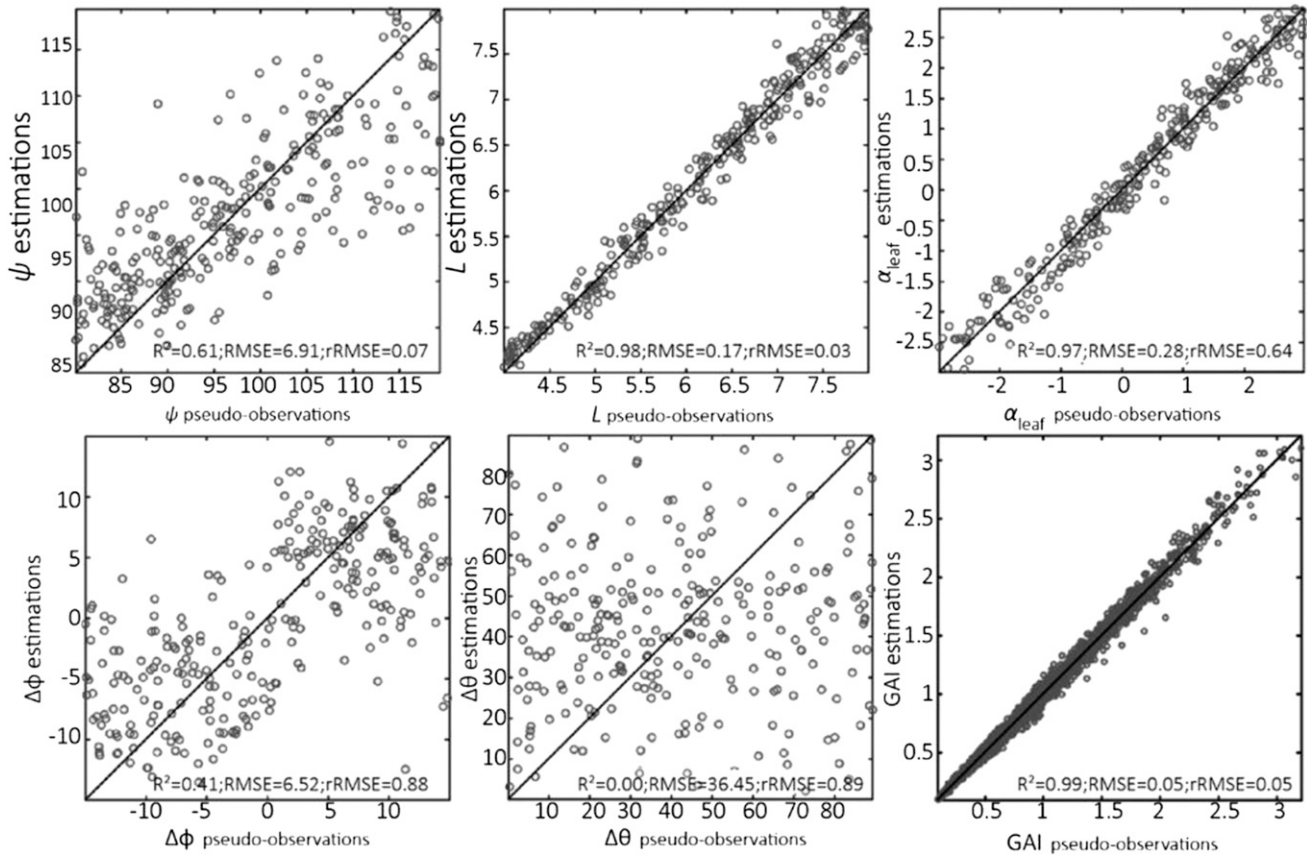 115
110
105
100
95
90
85
ψ estimations
R²=0.61;RMSE=6.91;rRMSE=0.07
85 90 95 100 105 110 115
ψ pseudo-observations
7.5
7
6.5
6
5.5
5
4.5
L estimations
R²=0.98;RMSE=0.17;rRMSE=0.03
4.5 5 5.5 6 6.5 7 7.5
L pseudo-observations
2.5
2
1.5
1
0.5
0
-0.5
-1
-1.5
-2
-2.5
αleaf estimations
R²=0.97;RMSE=0.28;rRMSE=0.64
-2 -1 0 1 2
αleaf pseudo-observations
10
5
0
-5
-10
Δϕ estimations
R²=0.41;RMSE=6.52;rRMSE=0.88
-10 -5 0 5 10
Δϕ pseudo-observations
80
70
60
50
40
30
20
10
Δθ estimations
R²=0.00;RMSE=36.45;rRMSE=0.89
10 20 30 40 50 60 70 80
Δθ pseudo-observations
3
2.5
2
1.5
1
0.5
GAI estimations
R²=0.99;RMSE=0.05;rRMSE=0.05
0.5 1 1.5 2 2.5 3
GAI pseudo-observations